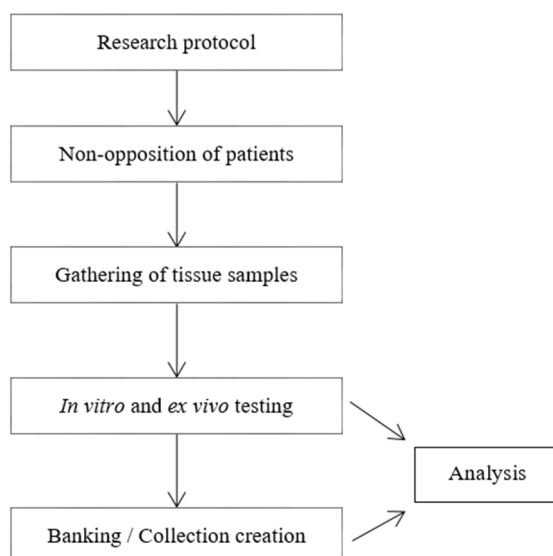 Research protocol
Non-opposition of patients
Gathering of tissue samples
In vitro and ex vivo testing
Analysis
Banking / Collection creation